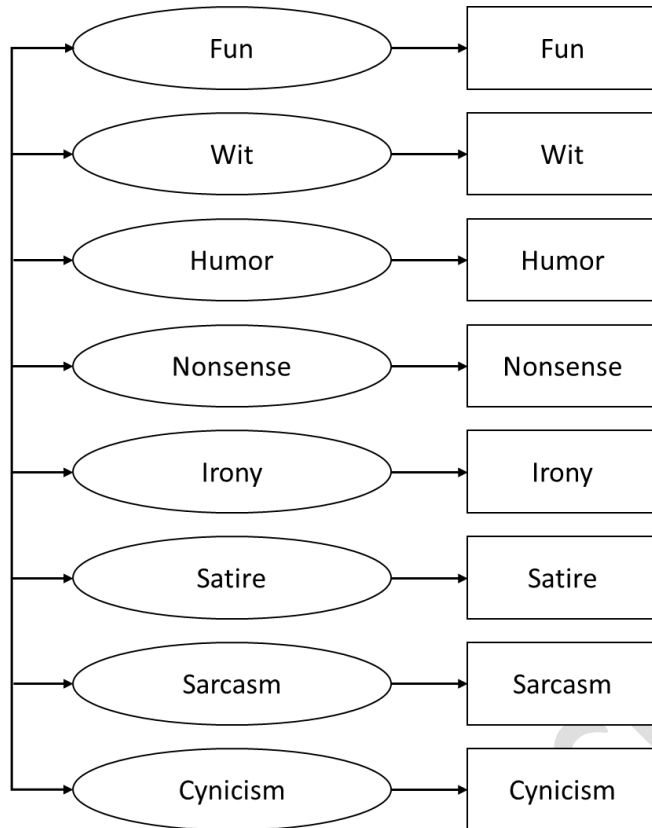 Fun Fun
Wit Wit
Humor Humor
Nonsense Nonsense
Irony Irony
Satire Satire
Sarcasm Sarcasm
Cynicism Cynicism